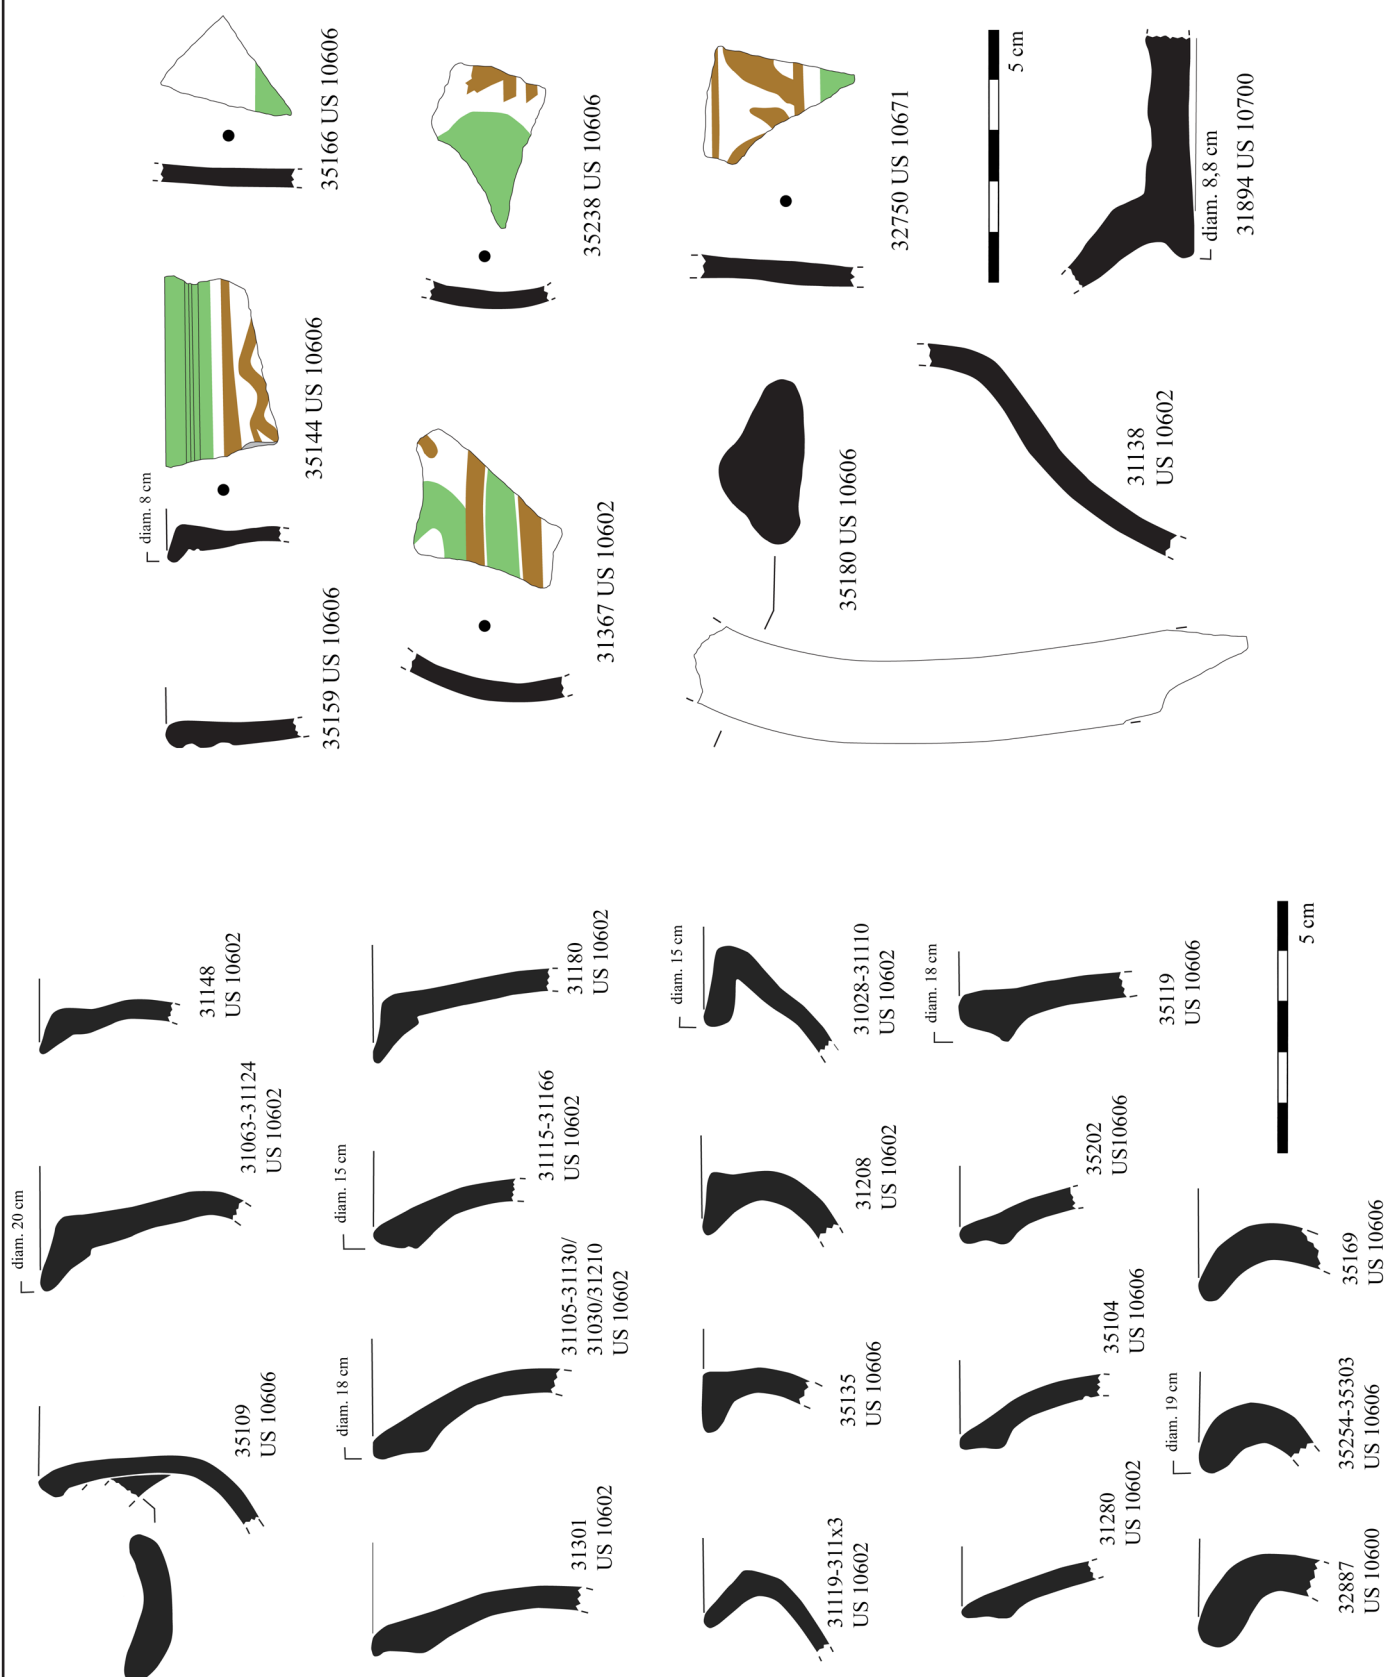 35109
US 10606
diam. 20 cm
31063-31124
US 10602
31148
US 10602
31301
US 10602
diam. 18 cm
31105-31130/
31030/31210
US 10602
diam. 15 cm
31115-31166
US 10602
31180
US 10602
31119-311x3
US 10602
35135
US 10606
31208
US 10602
diam. 15 cm
31028-31110
US 10602
31280
US 10602
35104
US 10606
35202
US10606
diam. 18 cm
35119
US 10606
32887
US 10600
diam. 19 cm
35254-35303
US 10606
35169
US 10606
5 cm
35159 US 10606
diam. 8 cm
35144 US 10606
35166 US 10606
31367 US 10602
35238 US 10606
35180 US 10606
32750 US 10671
5 cm
31138
US 10602
diam. 8,8 cm
31894 US 10700